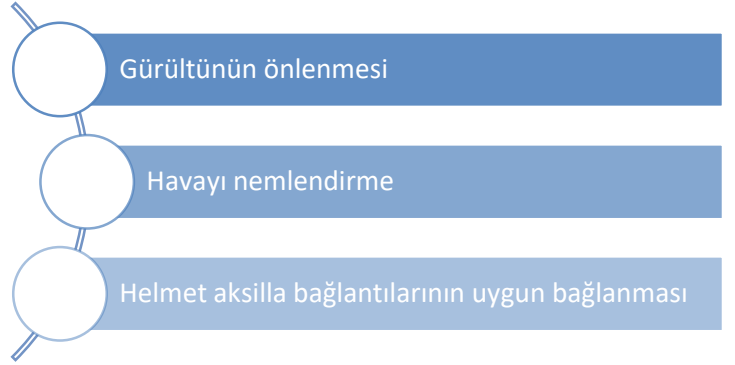 Gürültünün önlenmesi
Havayı nemlendirme
Helmet aksilla bağlantılarının uygun bağlanması